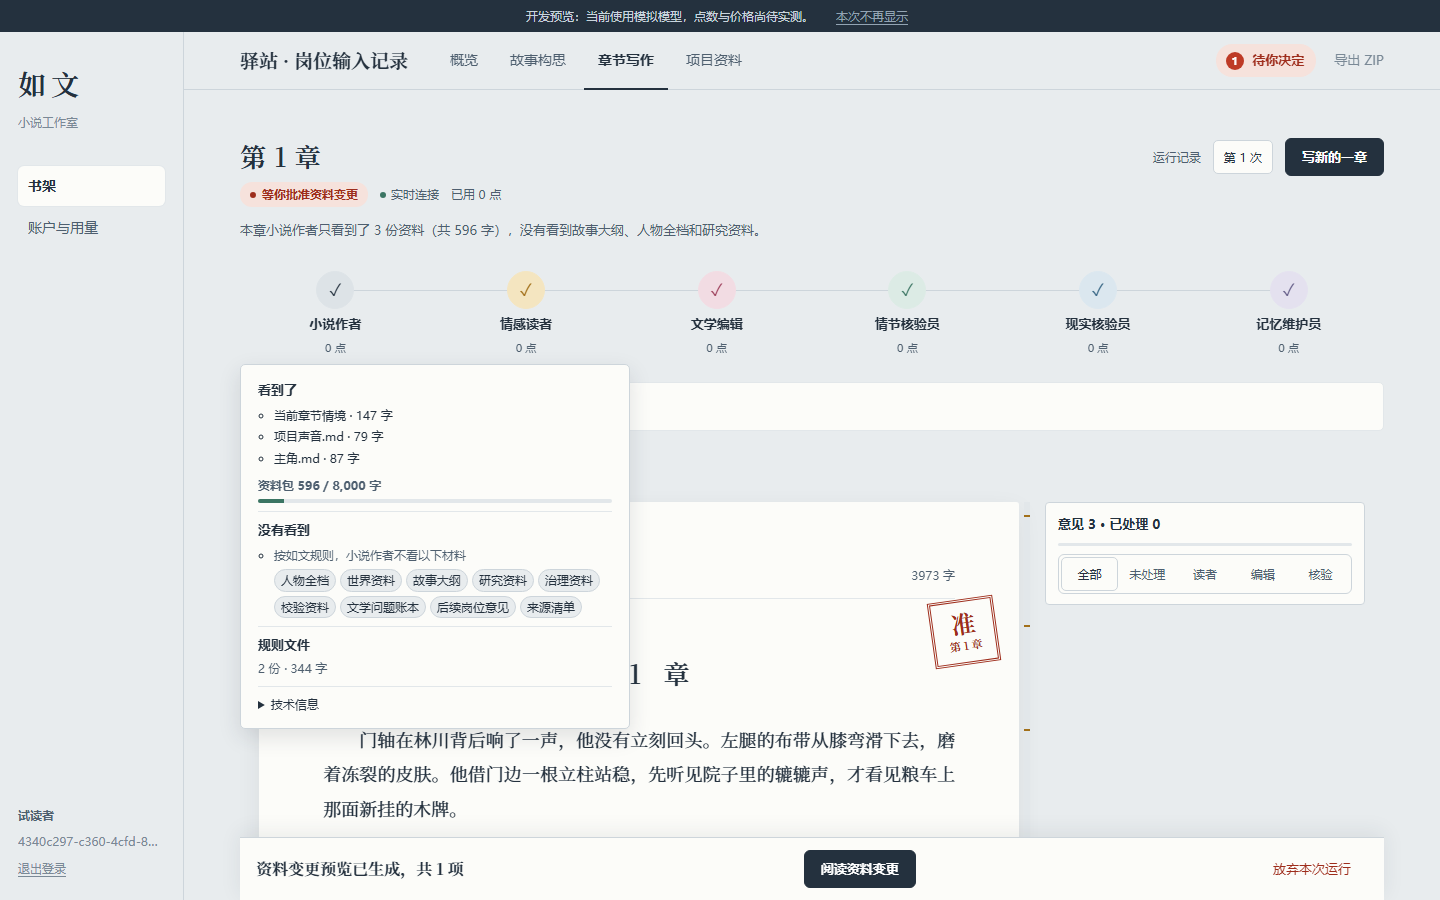 开发预览：当前使用模拟模型，点数与价格尚待实测。 本次不再显示
如文
小说工作室
书架
账户与用量
试读者
4340c297-c360-4cfd-8...
退出登录
驿站 · 岗位输入记录 概览 故事构思 章节写作 项目资料 1 待你决定 导出 ZIP
第 1 章
运行记录 第 1 次 写新的一章
等你批准资料变更 实时连接 已用 0 点
本章小说作者只看到了 3 份资料（共 596 字），没有看到故事大纲、人物全档和研究资料。
小说作者 情感读者 文学编辑 情节核验员 现实核验员 记忆维护员
0 点 0 点 0 点 0 点 0 点 0 点
看到了
当前章节情境 · 147 字
项目声音.md · 79 字
主角.md · 87 字
资料包 596 / 8,000 字
没有看到
按如文规则，小说作者不看以下材料
人物全档 世界资料 故事大纲 研究资料 治理资料
校验资料 文学问题账本 后续岗位意见 来源清单
规则文件
2 份 · 344 字
技术信息
3973 字
准
第1章
1 章
门轴在林川背后响了一声，他没有立刻回头。左腿的布带从膝弯滑下去，磨
着冻裂的皮肤。他借门边一根立柱站稳，先听见院子里的辘辘声，才看见粮车上
那面新挂的木牌。
意见 3 • 已处理 0
全部 未处理 读者 编辑 核验
资料变更预览已生成，共 1 项 阅读资料变更 放弃本次运行